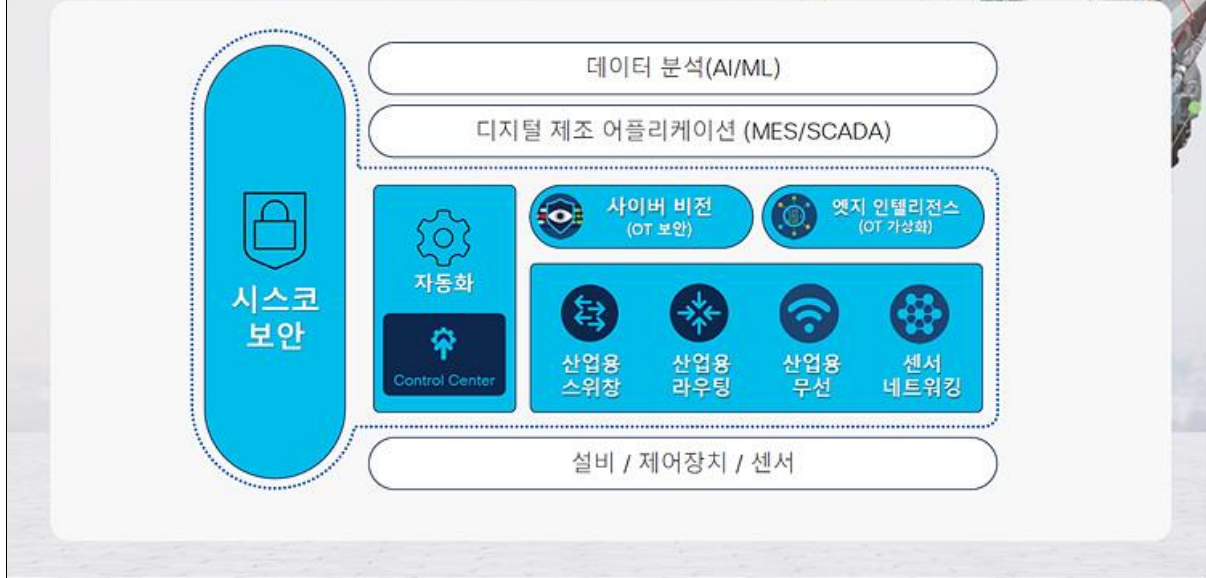 데이터 분석(AI/ML)
디지털 제조 어플리케이션 (MES/SCADA)
시스코
보안
자동화
Control Center
사이버 비전
(OT 보안)
엣지 인텔리전스
(OT 가상화)
산업용
스위창
산업용
라우팅
산업용
무선
센서
네트워킹
설비 / 제어장치 / 센서